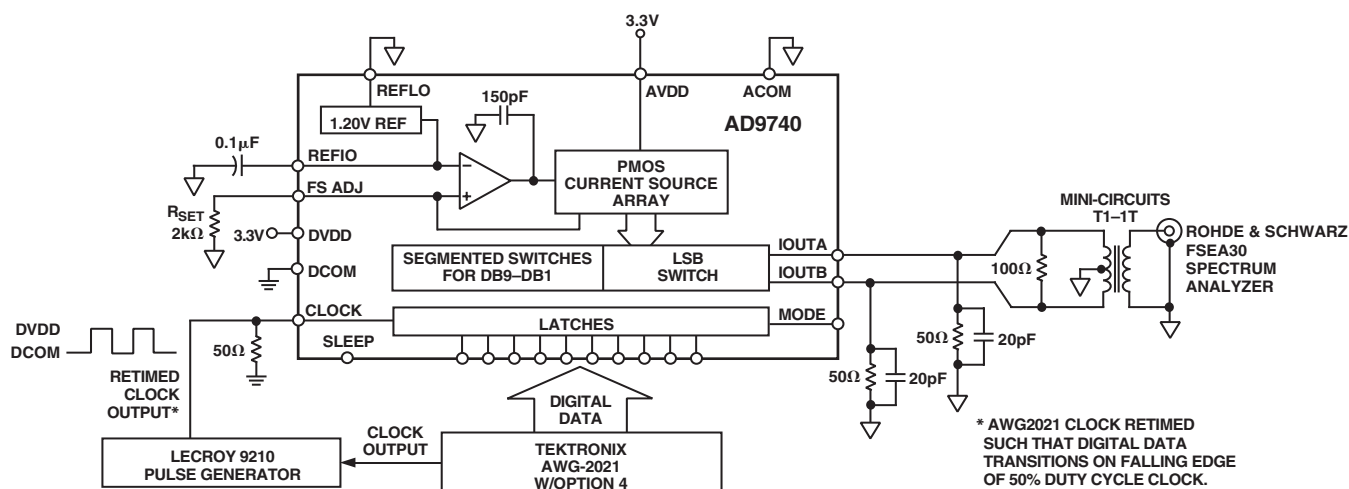 3.3V
REFLO
AVDD
ACOM
150pF
1.20V REF
AD9740
0.1µF
REFIO
PMOS
CURRENT SOURCE
ARRAY
FS ADJ
RSET
2kΩ
3.3V
DVDD
DCOM
SEGMENTED SWITCHES
FOR DB9–DB1
LSB
SWITCH
IOUTA
IOUTB
MINI-CIRCUITS
T1–1T
100Ω
ROHDE & SCHWARZ
FSEA30
SPECTRUM
ANALYZER
CLOCK
LATCHES
MODE
DVDD
DCOM
50Ω
SLEEP
50Ω
20pF
50Ω
20pF
RETIMED
CLOCK
OUTPUT*
DIGITAL
DATA
CLOCK
OUTPUT
LECROY 9210
PULSE GENERATOR
TEKTRONIX
AWG-2021
W/OPTION 4
* AWG2021 CLOCK RETIMED
SUCH THAT DIGITAL DATA
TRANSITIONS ON FALLING EDGE
OF 50% DUTY CYCLE CLOCK.